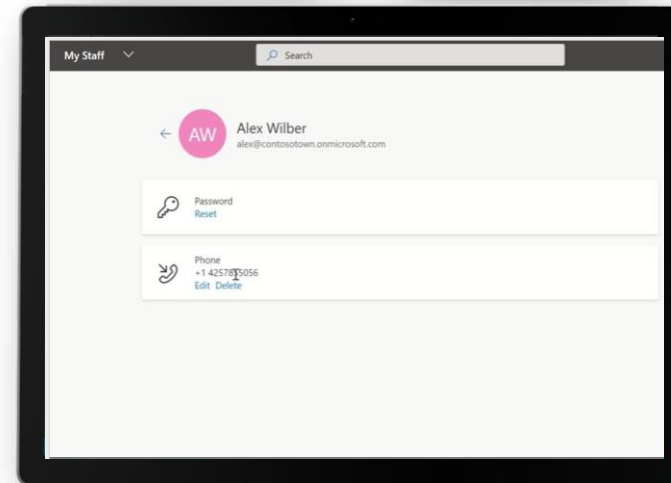 My Staff
Search
AW
Alex Wilber
alex@contosotown.onmicrosoft.com
Password
Reset
Phone
Edit Delete